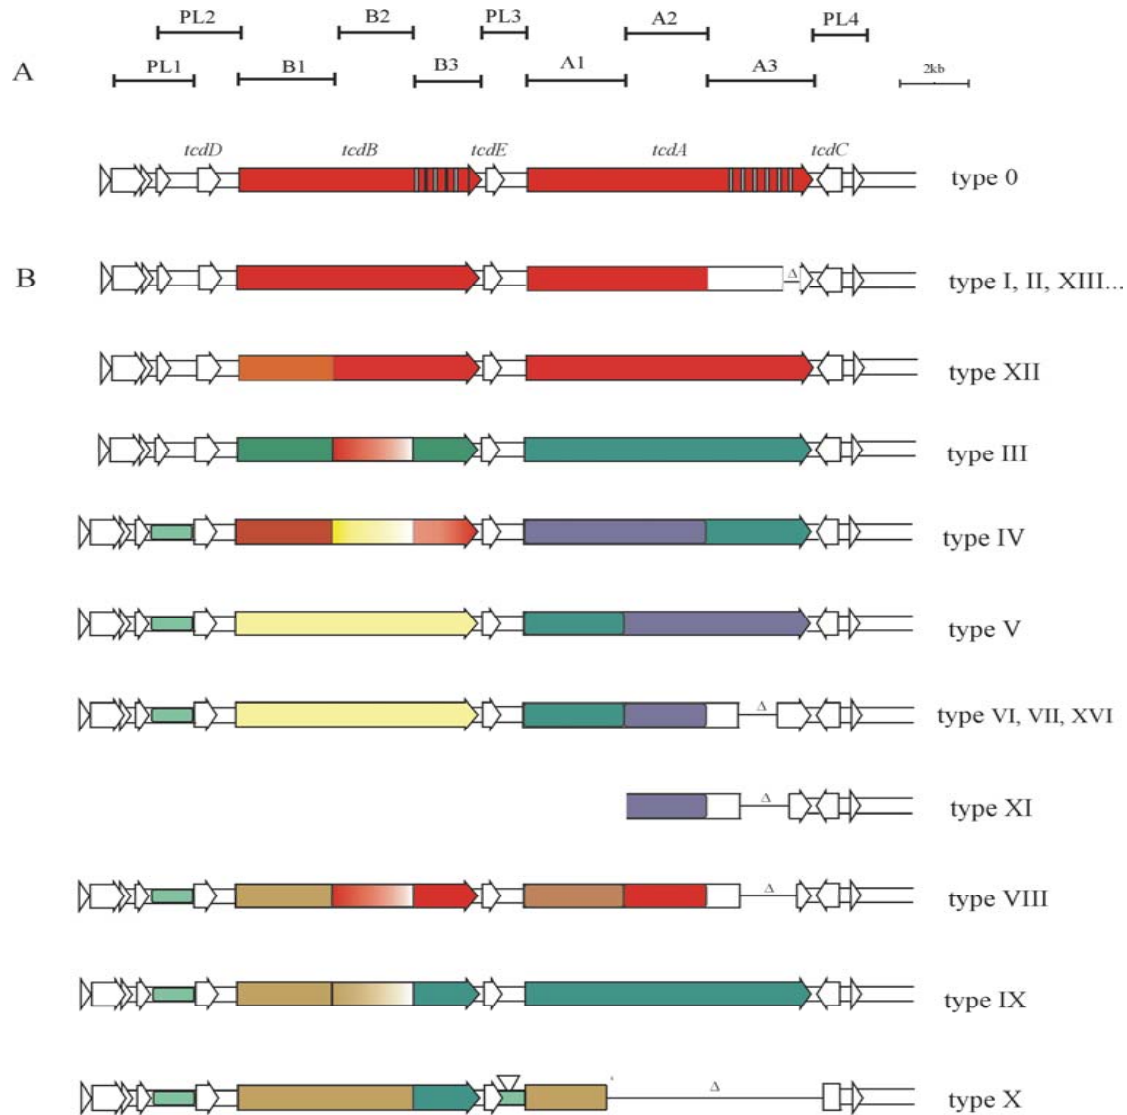 PL2 B2 PL3 A2 PL4
A PL1 B1 B3 A1 A3 2kb
tcdD tcdB tcdE tcdA tcdC
type 0
B Δ type I, II, XIII...
type XII
type III
type IV
type V
Δ type VI, VII, XVI
Δ type XI
Δ type VIII
type IX
Δ type X